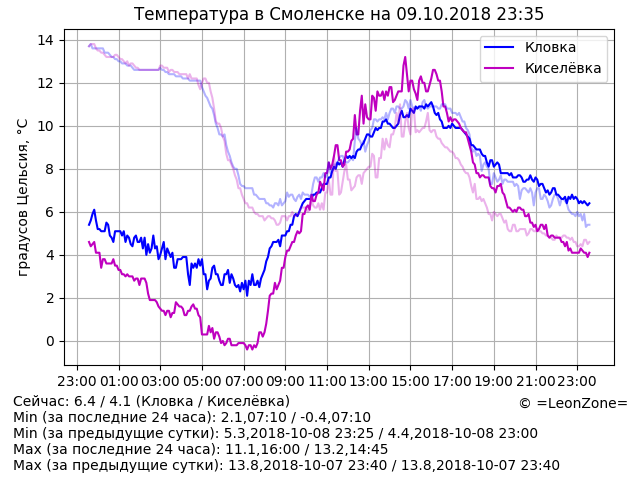 Температура в Смоленске на 09.10.2018 23:35
градусов Цельсия, °C
14
12
10
8
6
4
2
0
Кловка
Киселёвка
23:00 01:00 03:00 05:00 07:00 09:00 11:00 13:00 15:00 17:00 19:00 21:00 23:00
Сейчас: 6.4 / 4.1 (Кловка / Киселёвка)
© =LeonZone=
Min (за последние 24 часа): 2.1,07:10 / -0.4,07:10
Min (за предыдущие сутки): 5.3,2018-10-08 23:25 / 4.4,2018-10-08 23:00
Max (за последние 24 часа): 11.1,16:00 / 13.2,14:45
Max (за предыдущие сутки): 13.8,2018-10-07 23:40 / 13.8,2018-10-07 23:40